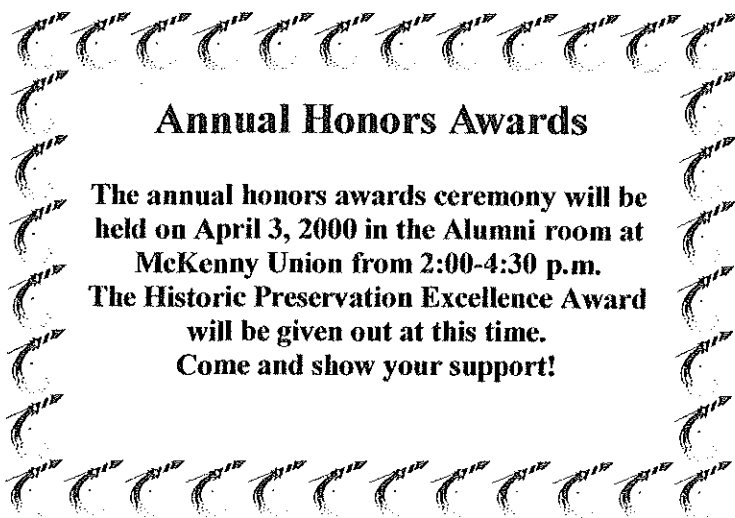 Annual Honors Awards
The annual honors awards ceremony will be
held on April 3, 2000 in the Alumni room at
McKenny Union from 2:00-4:30 p.m.
The Historic Preservation Excellence Award
will be given out at this time.
Come and show your support!